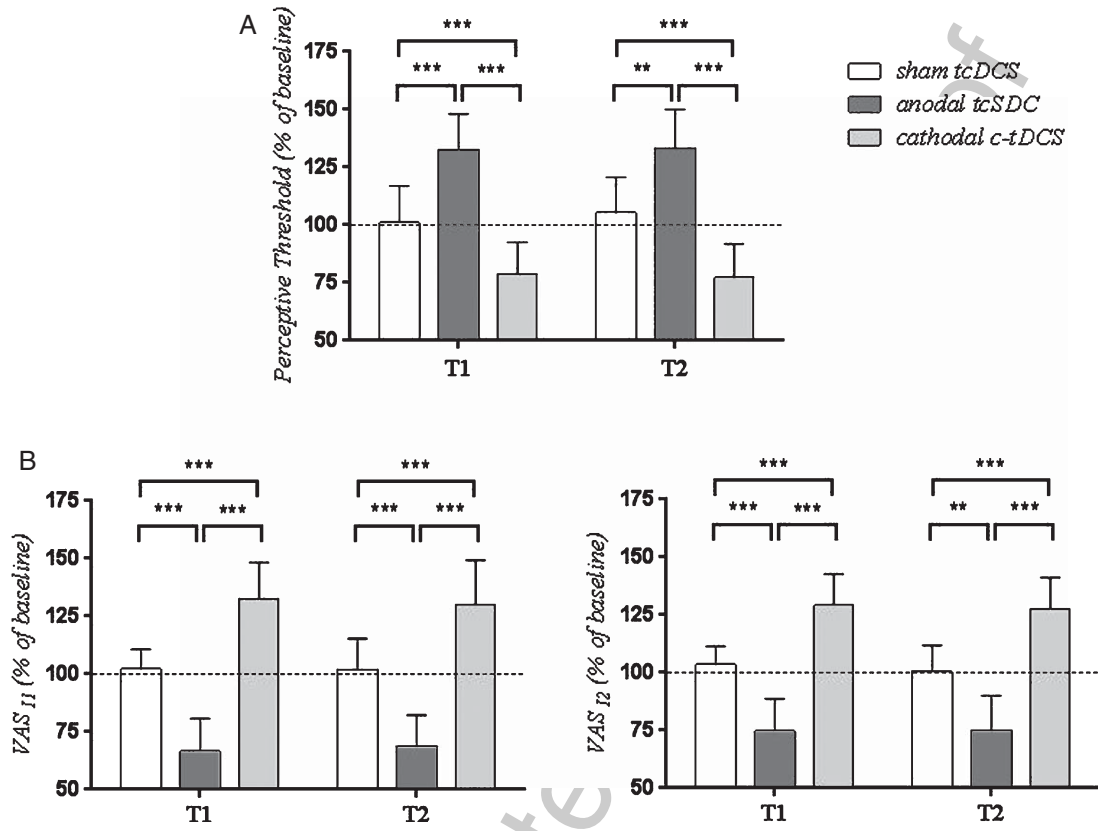 A
Perceptive Threshold (% of baseline)
175
150
125
100
75
50
***
***
***
***
**
***
T1
T2
sham tcDCS
anodal tcSDC
cathodal c-tDCS
B
VAS I1 (% of baseline)
175
150
125
100
75
50
***
***
***
***
***
***
T1
T2
VAS I2 (% of baseline)
175
150
125
100
75
50
***
***
***
***
**
***
T1
T2